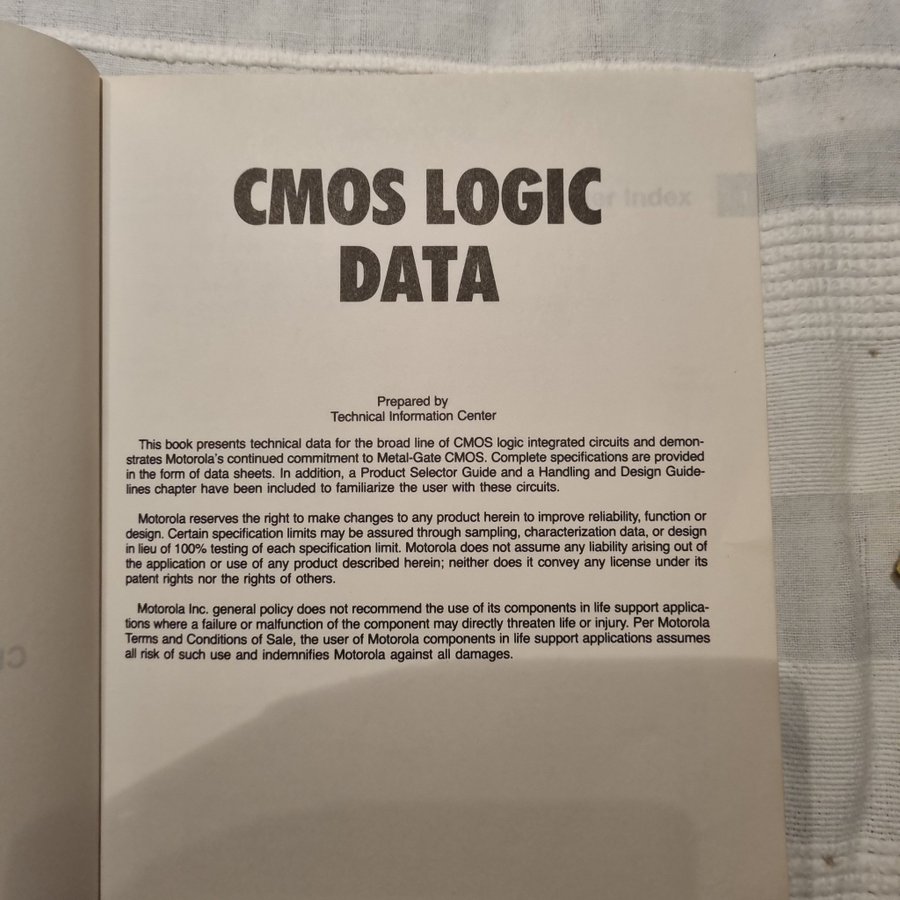 CMOS LOGIC
DATA
er Index
Prepared by
Technical Information Center
This book presents technical data for the broad line of CMOS logic integrated circuits and demon-
strates Motorola's continued commitment to Metal-Gate CMOS. Complete specifications are provided
in the form of data sheets. In addition, a Product Selector Guide and a Handling and Design Guide-
lines chapter have been included to familiarize the user with these circuits.
Motorola reserves the right to make changes to any product herein to improve reliability, function or
design. Certain specification limits may be assured through sampling, characterization data, or design
in lieu of 100% testing of each specification limit. Motorola does not assume any liability arising out of
the application or use of any product described herein; neither does it convey any license under its
patent rights nor the rights of others.
Motorola Inc. general policy does not recommend the use of its components in life support applica-
tions where a failure or malfunction of the component may directly threaten life or injury. Per Motorola
Terms and Conditions of Sale, the user of Motorola components in life support applications assumes
all risk of such use and indemnifies Motorola against all damages.